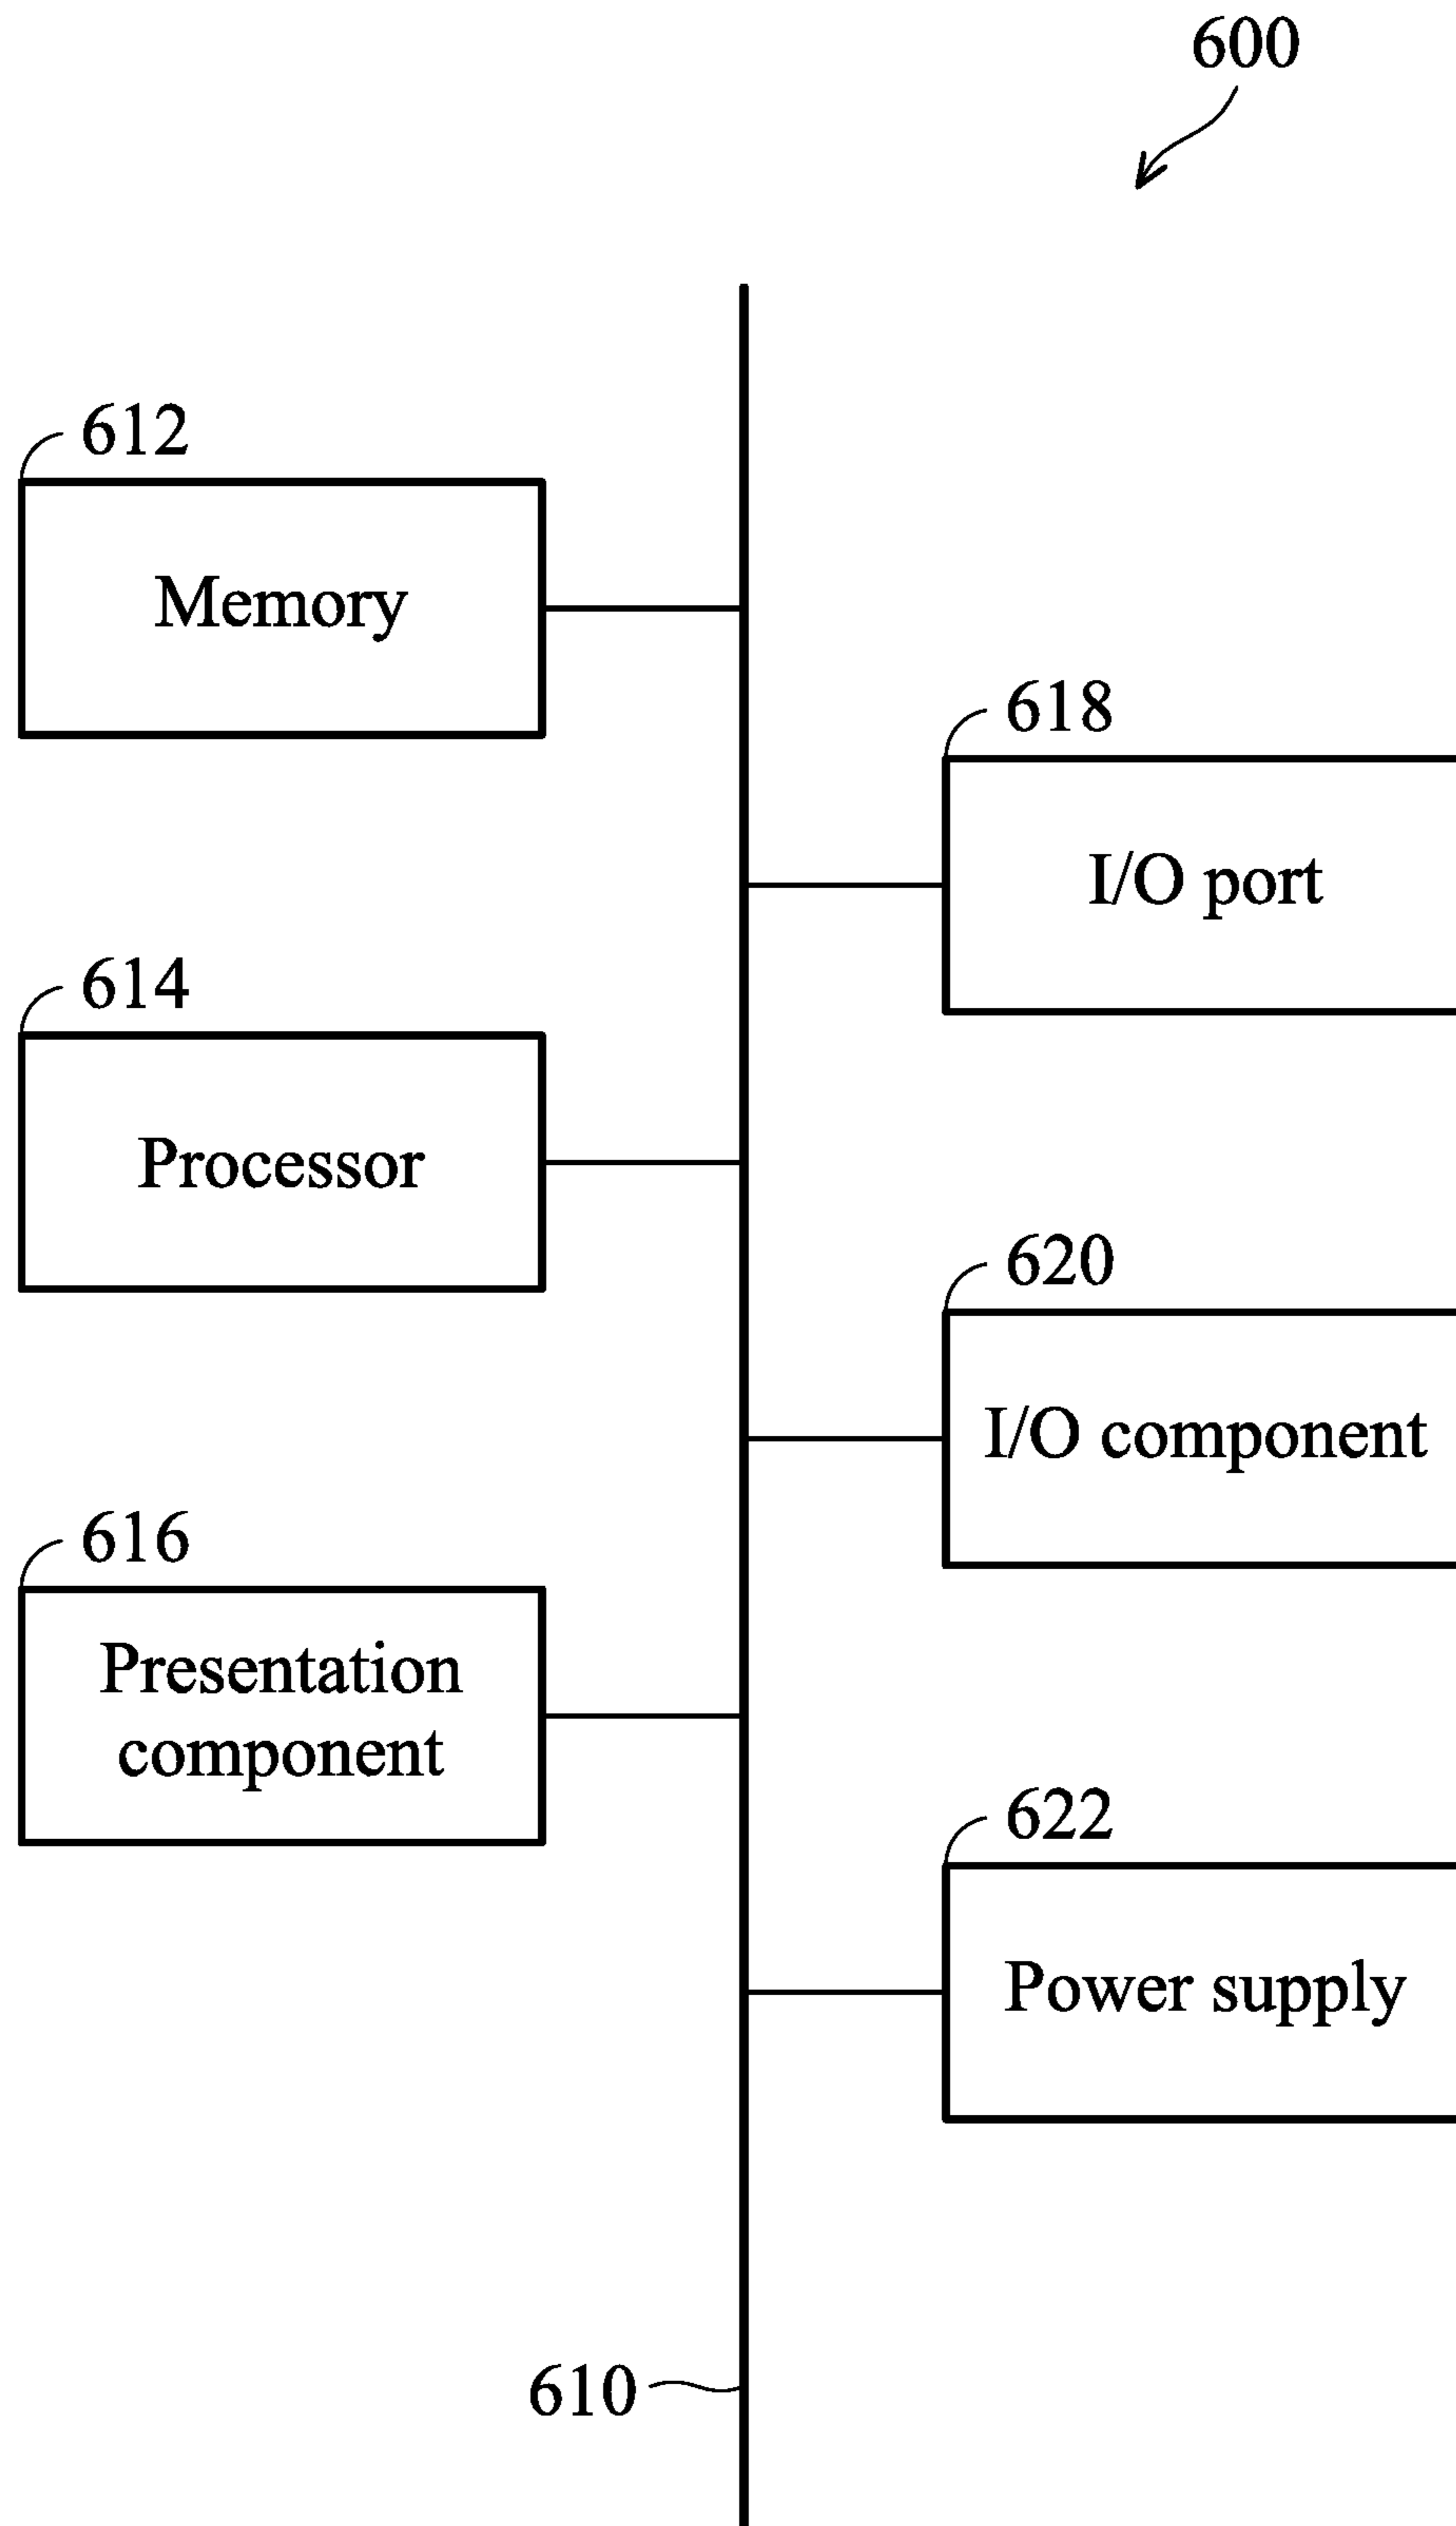 600
612
Memory
618
I/O port
614
Processor
620
I/O component
616
Presentation
component
622
Power supply
610